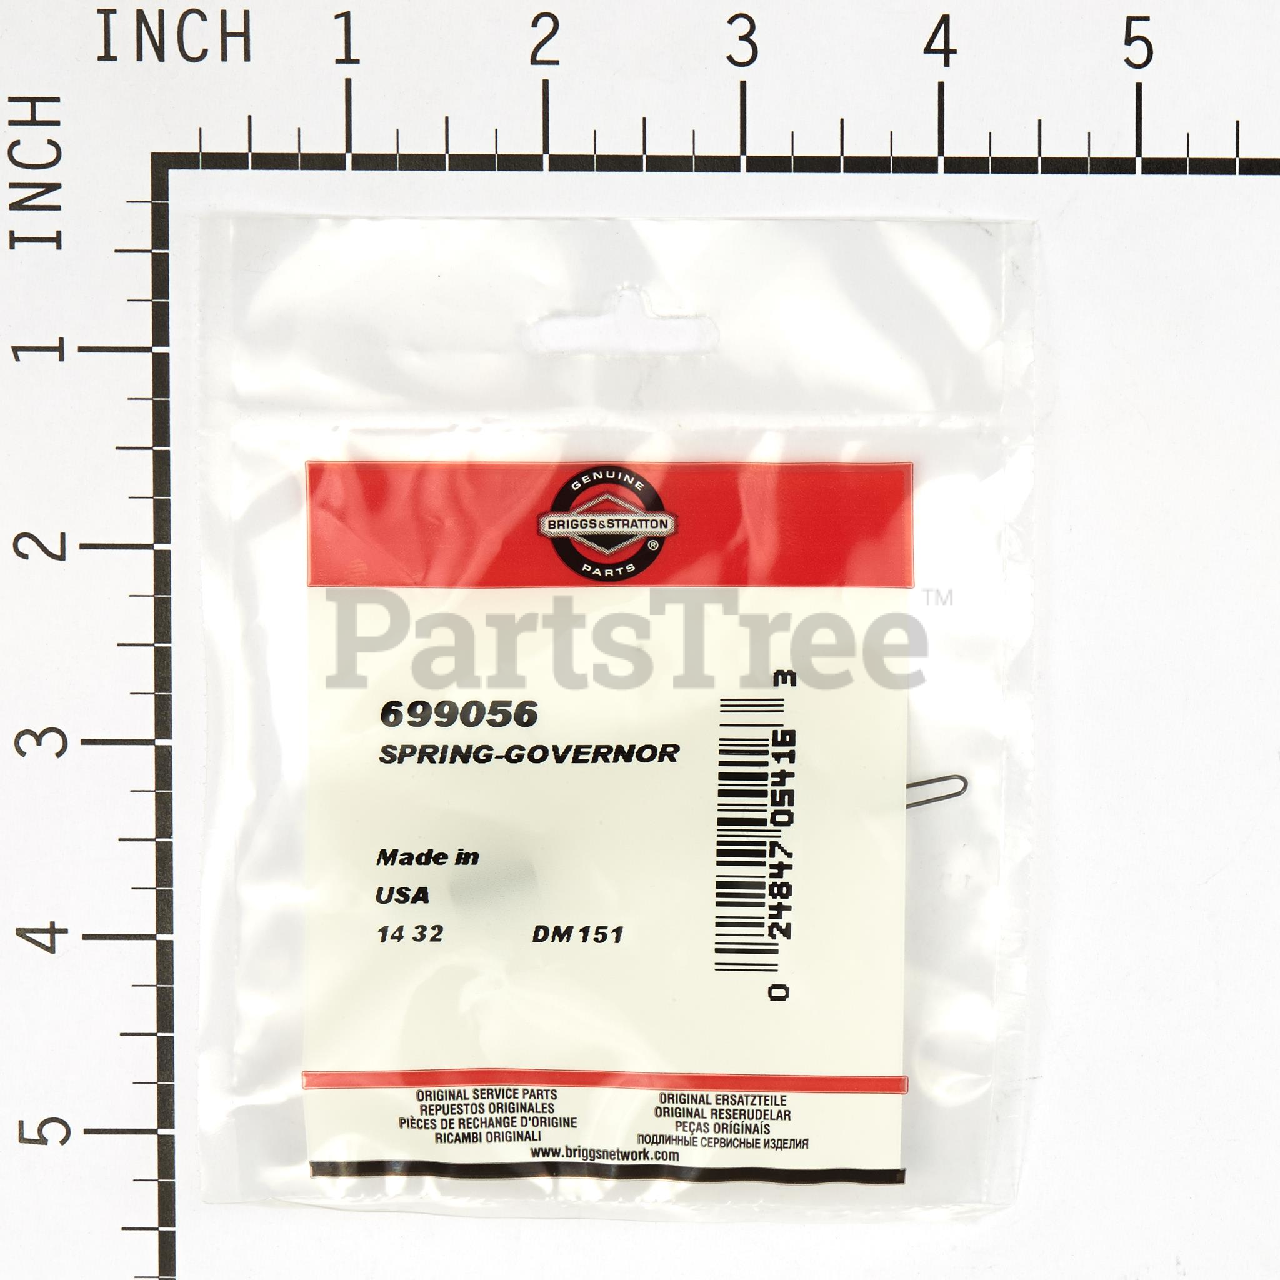 INCH 1 2 3 4 5
INCH 1 2 3 4 5
GENUINE
BRIGGS&STRATTON
®
PARTS
PartsTree™
699056
SPRING-GOVERNOR
Made in
USA
14 32 DM 151
0 24847 05416 3
ORIGINAL SERVICE PARTS
REPUESTOS ORIGINALES
PIÈCES DE RECHANGE D'ORIGINE
RICAMBI ORIGINALI
ORIGINAL ERSATZTEILE
ORIGINAL RESERUDELAR
PEÇAS ORIGINAIS
ПОДЛИННЫЕ СЕРВИСНЫЕ ИЗДЕЛИЯ
www.briggsnetwork.com